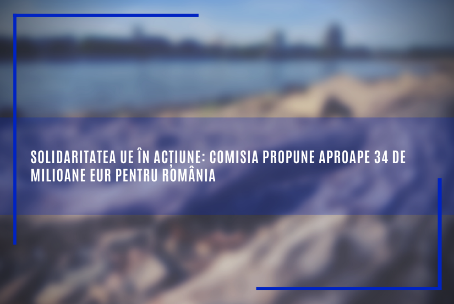 SOLIDARITATEA UE ÎN ACȚIUNE: COMISIA PROPUNE APROAPE 34 DE
MILIOANE EUR PENTRU ROMÂNIA